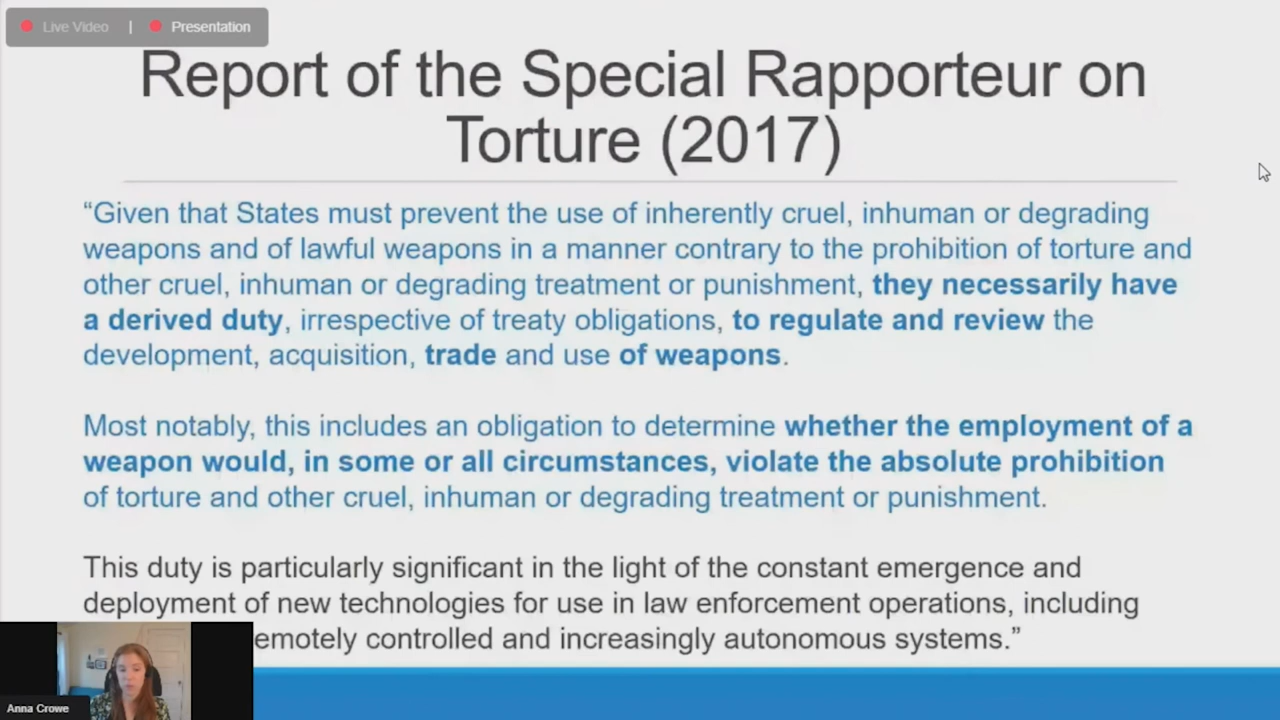 Live Video | Presentation
Report of the Special Rapporteur on
Torture (2017)
“Given that States must prevent the use of inherently cruel, inhuman or degrading
weapons and of lawful weapons in a manner contrary to the prohibition of torture and
other cruel, inhuman or degrading treatment or punishment, they necessarily have
a derived duty, irrespective of treaty obligations, to regulate and review the
development, acquisition, trade and use of weapons.
Most notably, this includes an obligation to determine whether the employment of a
weapon would, in some or all circumstances, violate the absolute prohibition
of torture and other cruel, inhuman or degrading treatment or punishment.
This duty is particularly significant in the light of the constant emergence and
deployment of new technologies for use in law enforcement operations, including
emotely controlled and increasingly autonomous systems.”
Anna Crowe